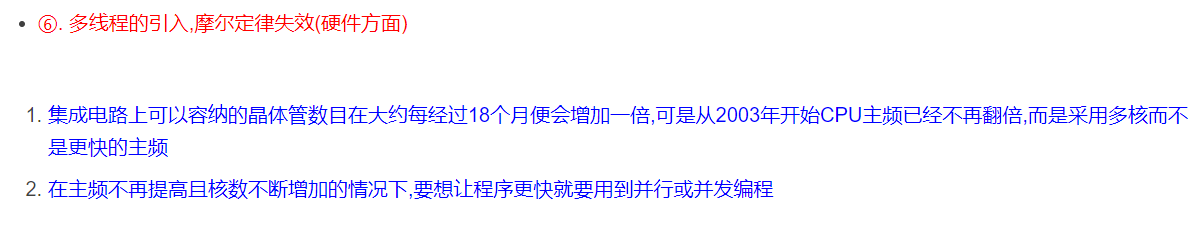 ⑥. 多线程的引入,摩尔定律失效(硬件方面)
1. 集成电路上可以容纳的晶体管数目在大约每经过18个月便会增加一倍,可是从2003年开始CPU主频已经不再翻倍,而是采用多核而不
是更快的主频
2. 在主频不再提高且核数不断增加的情况下,要想让程序更快就要用到并行或并发编程